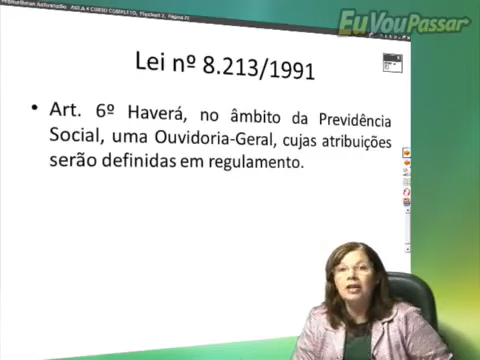 EuVouPassar
Lei nº 8.213/1991
• Art. 6º Haverá, no âmbito da Previdência
Social, uma Ouvidoria-Geral, cujas atribuições
serão definidas em regulamento.